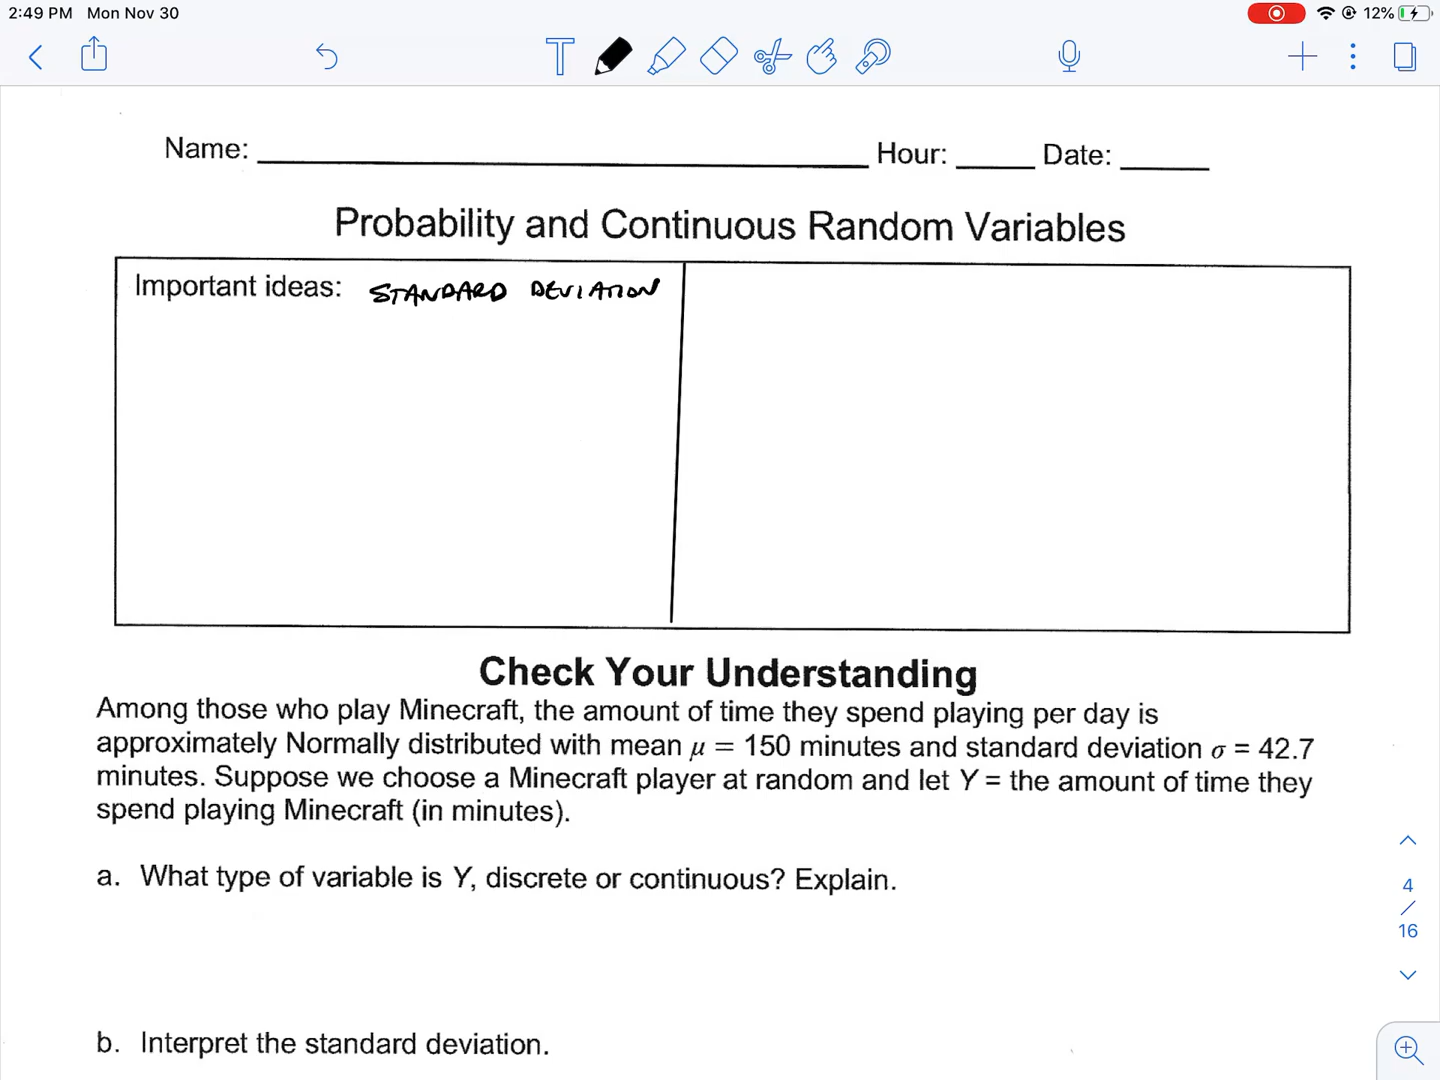 2:49 PM Mon Nov 30
12%
Name: Hour: Date:
Probability and Continuous Random Variables
Important ideas: STANDARD DEVIATION
Check Your Understanding
Among those who play Minecraft, the amount of time they spend playing per day is
approximately Normally distributed with mean μ = 150 minutes and standard deviation σ = 42.7
minutes. Suppose we choose a Minecraft player at random and let Y = the amount of time they
spend playing Minecraft (in minutes).
a. What type of variable is Y, discrete or continuous? Explain.
4
/
16
b. Interpret the standard deviation.